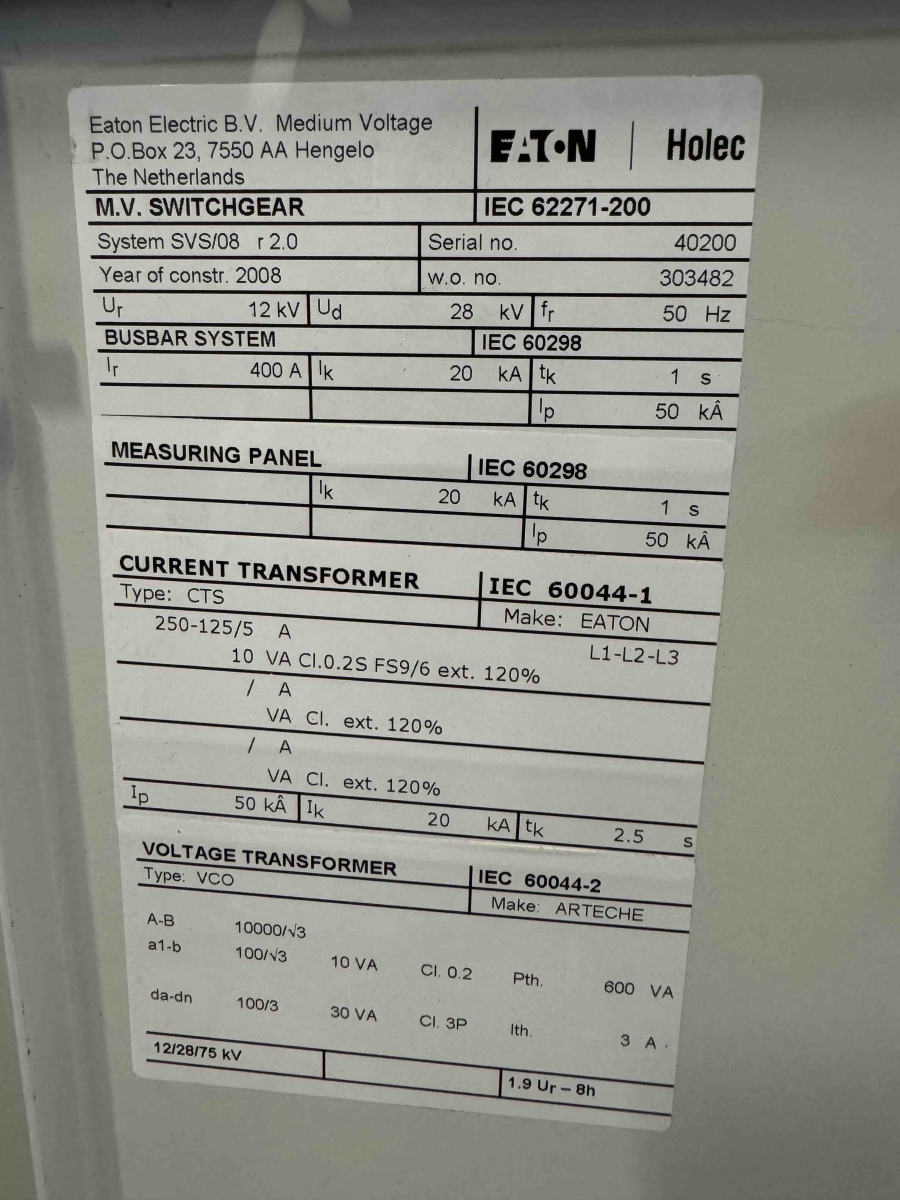 Eaton Electric B.V. Medium Voltage
P.O.Box 23, 7550 AA Hengelo
The Netherlands
EATON | Holec
M.V. SWITCHGEAR IEC 62271-200
System SVS/08 r 2.0 Serial no. 40200
Year of constr. 2008 w.o. no. 303482
Ur 12 kV Ud 28 kV fr 50 Hz
BUSBAR SYSTEM IEC 60298
Ir 400 A Ik 20 kA tk 1 s
Ip 50 kÂ
MEASURING PANEL IEC 60298
Ik 20 kA tk 1 s
Ip 50 kÂ
CURRENT TRANSFORMER IEC 60044-1
Type: CTS Make: EATON
250-125/5 A L1-L2-L3
10 VA Cl.0.2S FS9/6 ext. 120%
/ A
VA Cl. ext. 120%
/ A
VA Cl. ext. 120%
Ip 50 kÂ Ik 20 kA tk 2.5 s
VOLTAGE TRANSFORMER IEC 60044-2
Type: VCO Make: ARTECHE
A-B 10000/√3
a1-b 100/√3 10 VA Cl. 0.2 Pth. 600 VA
da-dn 100/3 30 VA Cl. 3P Ith. 3 A.
12/28/75 kV 1.9 Ur – 8h